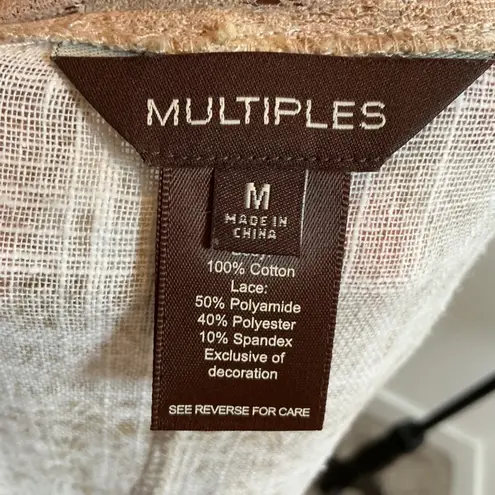 MULTIPLES
M
MADE IN
CHINA
100% Cotton
Lace:
50% Polyamide
40% Polyester
10% Spandex
Exclusive of
decoration
SEE REVERSE FOR CARE